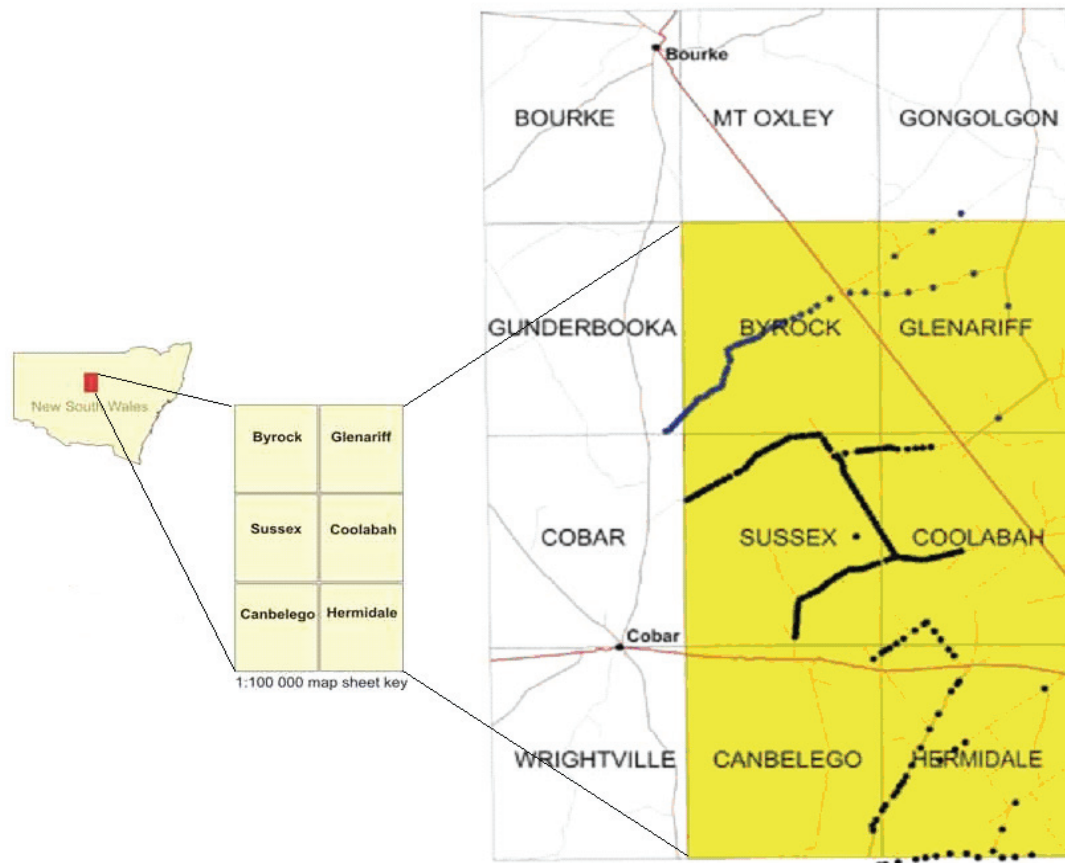 Bourke
BOURKE
MT OXLEY
GONGOLGON
GUNDERBOOKA
BYROCK
GLENARIFF
New South Wales
Byrock
Glenariff
Sussex
Coolabah
COBAR
SUSSEX
COOLABAH
Canbelego
Hermidale
Cobar
1:100 000 map sheet key
WRIGHTVILLE
CANBELEGO
HERMIDALE